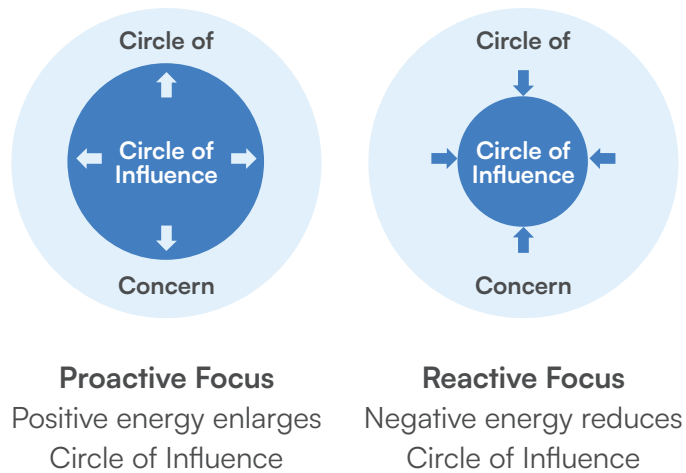 Circle of
Circle of
Influence
Concern
Proactive Focus
Positive energy enlarges
Circle of Influence
Circle of
Circle of
Influence
Concern
Reactive Focus
Negative energy reduces
Circle of Influence